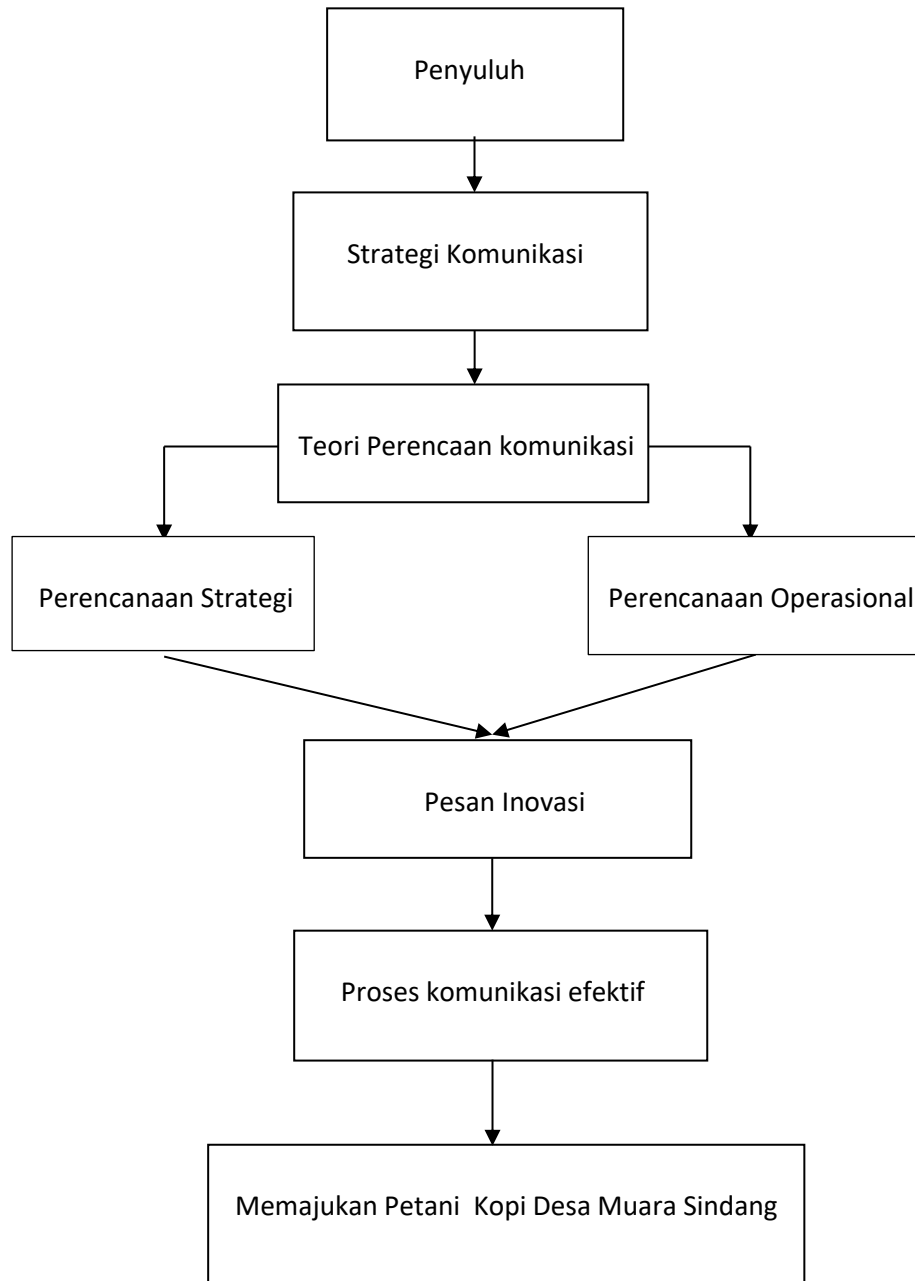 Penyuluh
Strategi Komunikasi
Teori Perencaan komunikasi
Perencanaan Strategi
Perencanaan Operasional
Pesan Inovasi
Proses komunikasi efektif
Memajukan Petani Kopi Desa Muara Sindang